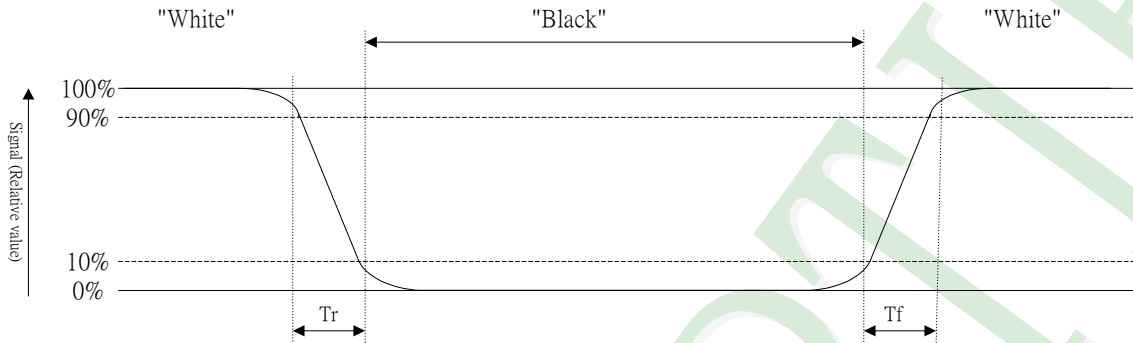 "White" "Black" "White"
100%
90%
Signal (Relative value)
10%
0%
Tr Tf